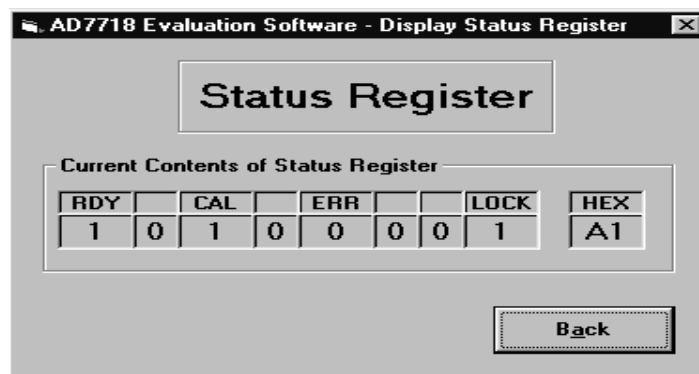 AD7718 Evaluation Software - Display Status Register
Status Register
Current Contents of Status Register
RDY CAL ERR LOCK HEX
1 0 1 0 0 0 0 1 A1
Back